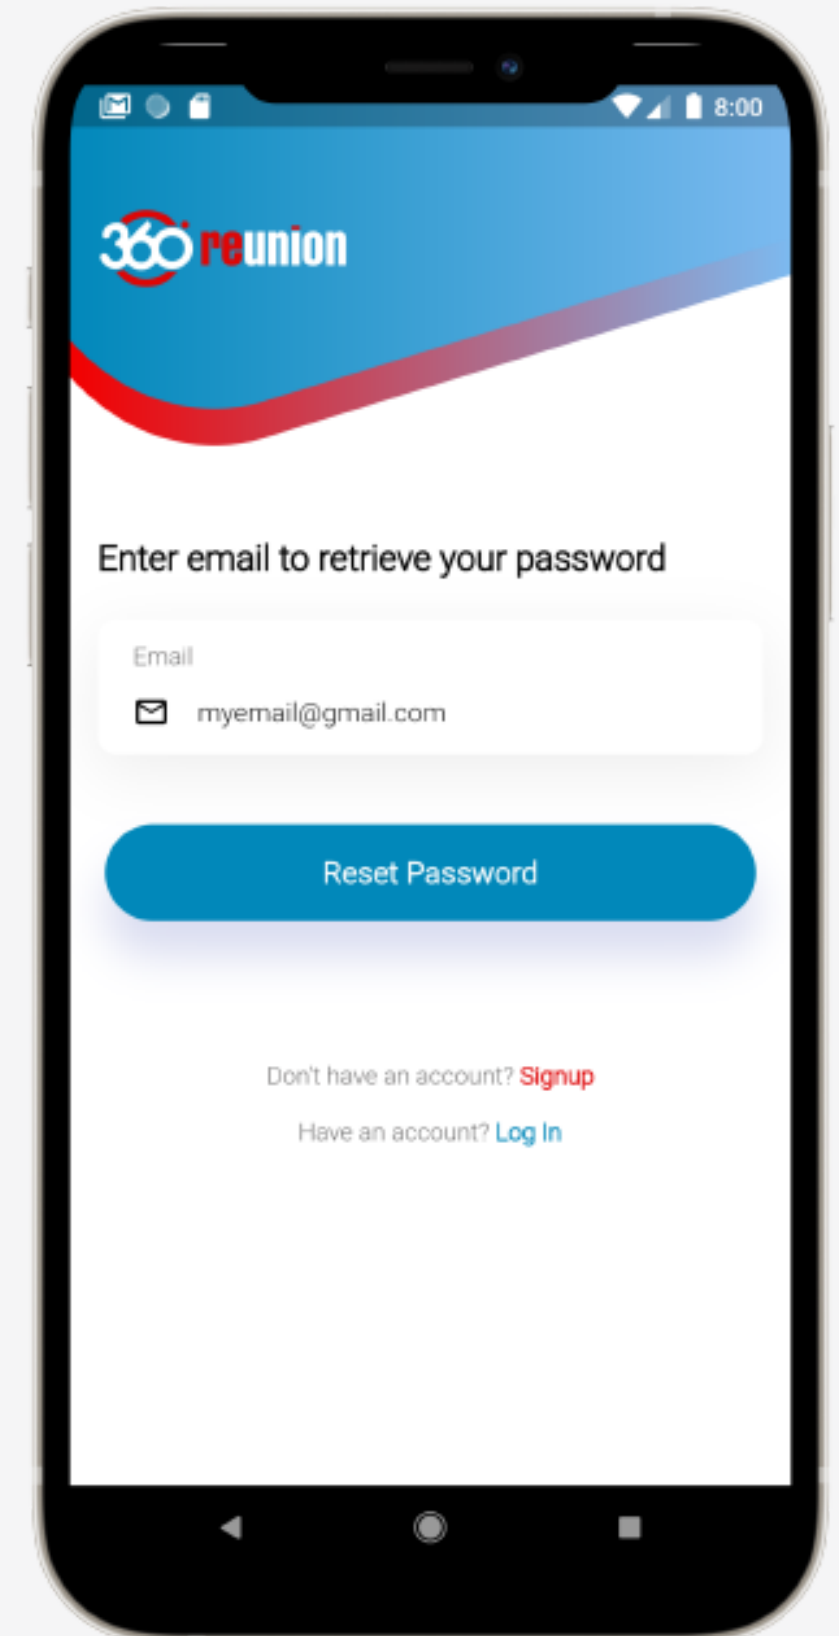 8:00
360 reunion
Enter email to retrieve your password
Email
myemail@gmail.com
Reset Password
Don't have an account? Signup
Have an account? Log In